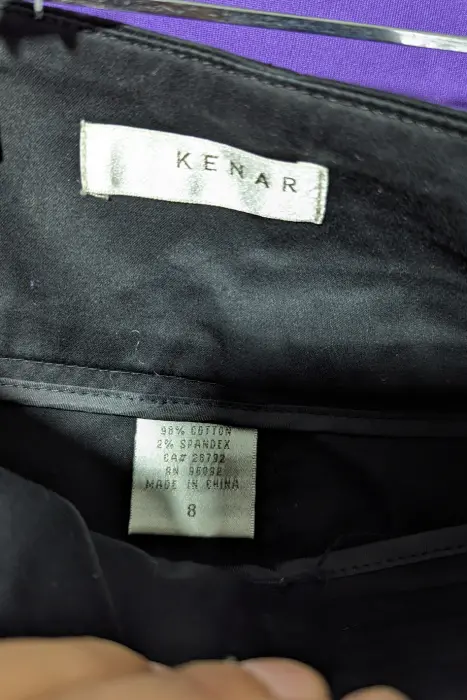 KENAR
98% COTTON
2% SPANDEX
CA# 28792
RN 96092
MADE IN CHINA
8